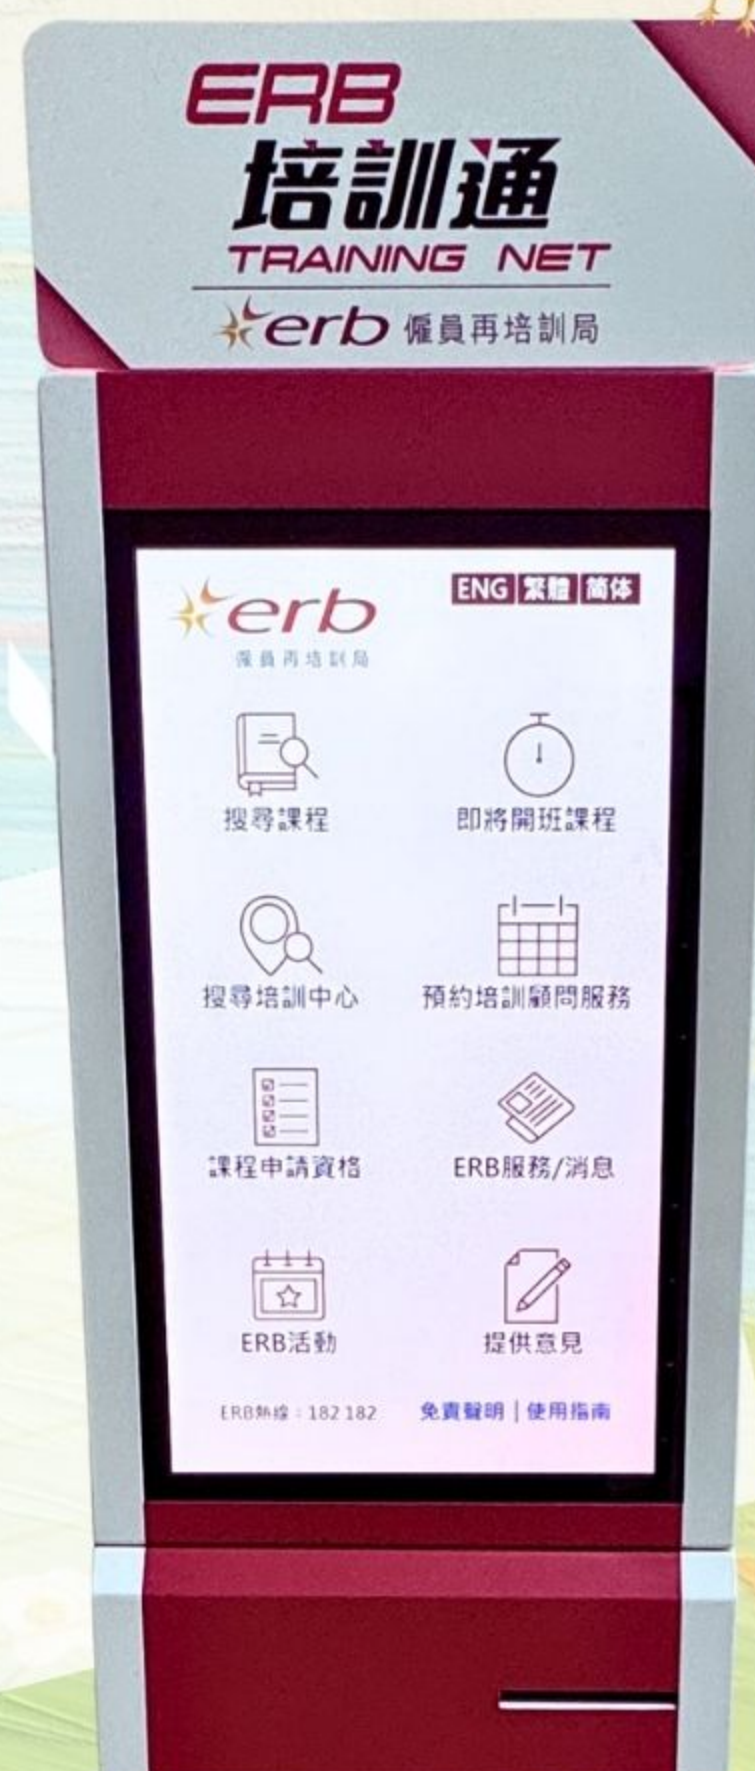 ERB
培訓通
TRAINING NET
erb 僱員再培訓局
erb
僱員再培訓局
ENG 繁體 简体
搜尋課程
即將開班課程
搜尋培訓中心
預約培訓顧問服務
課程申請資格
ERB服務/消息
ERB活動
提供意見
ERB熱線：182 182
免責聲明 | 使用指南